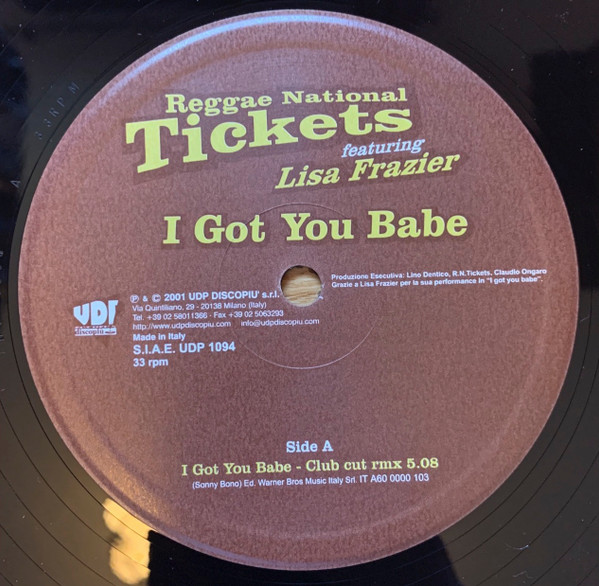 33 RPM
Reggae National
Tickets
featuring
Lisa Frazier
I Got You Babe
Produzione Esecutiva: Lino Dentico, R.N.Tickets, Claudio Ongaro
Grazie a Lisa Frazier per la sua performance in "I got you babe".
UDP
discopiu
℗ & © 2001 UDP DISCOPIU' s.r.l.
Via Quintiliano, 29 - 20138 Milano (Italy)
Tel. +39 02 58011366 - Fax +39 02 5063293
http://www.udpdiscopiu.com info@udpdiscopiu.com
Made in Italy
S.I.A.E. UDP 1094
33 rpm
Side A
I Got You Babe - Club cut rmx 5.08
(Sonny Bono) Ed. Warner Bros Music Italy Srl. IT A60 0000 103